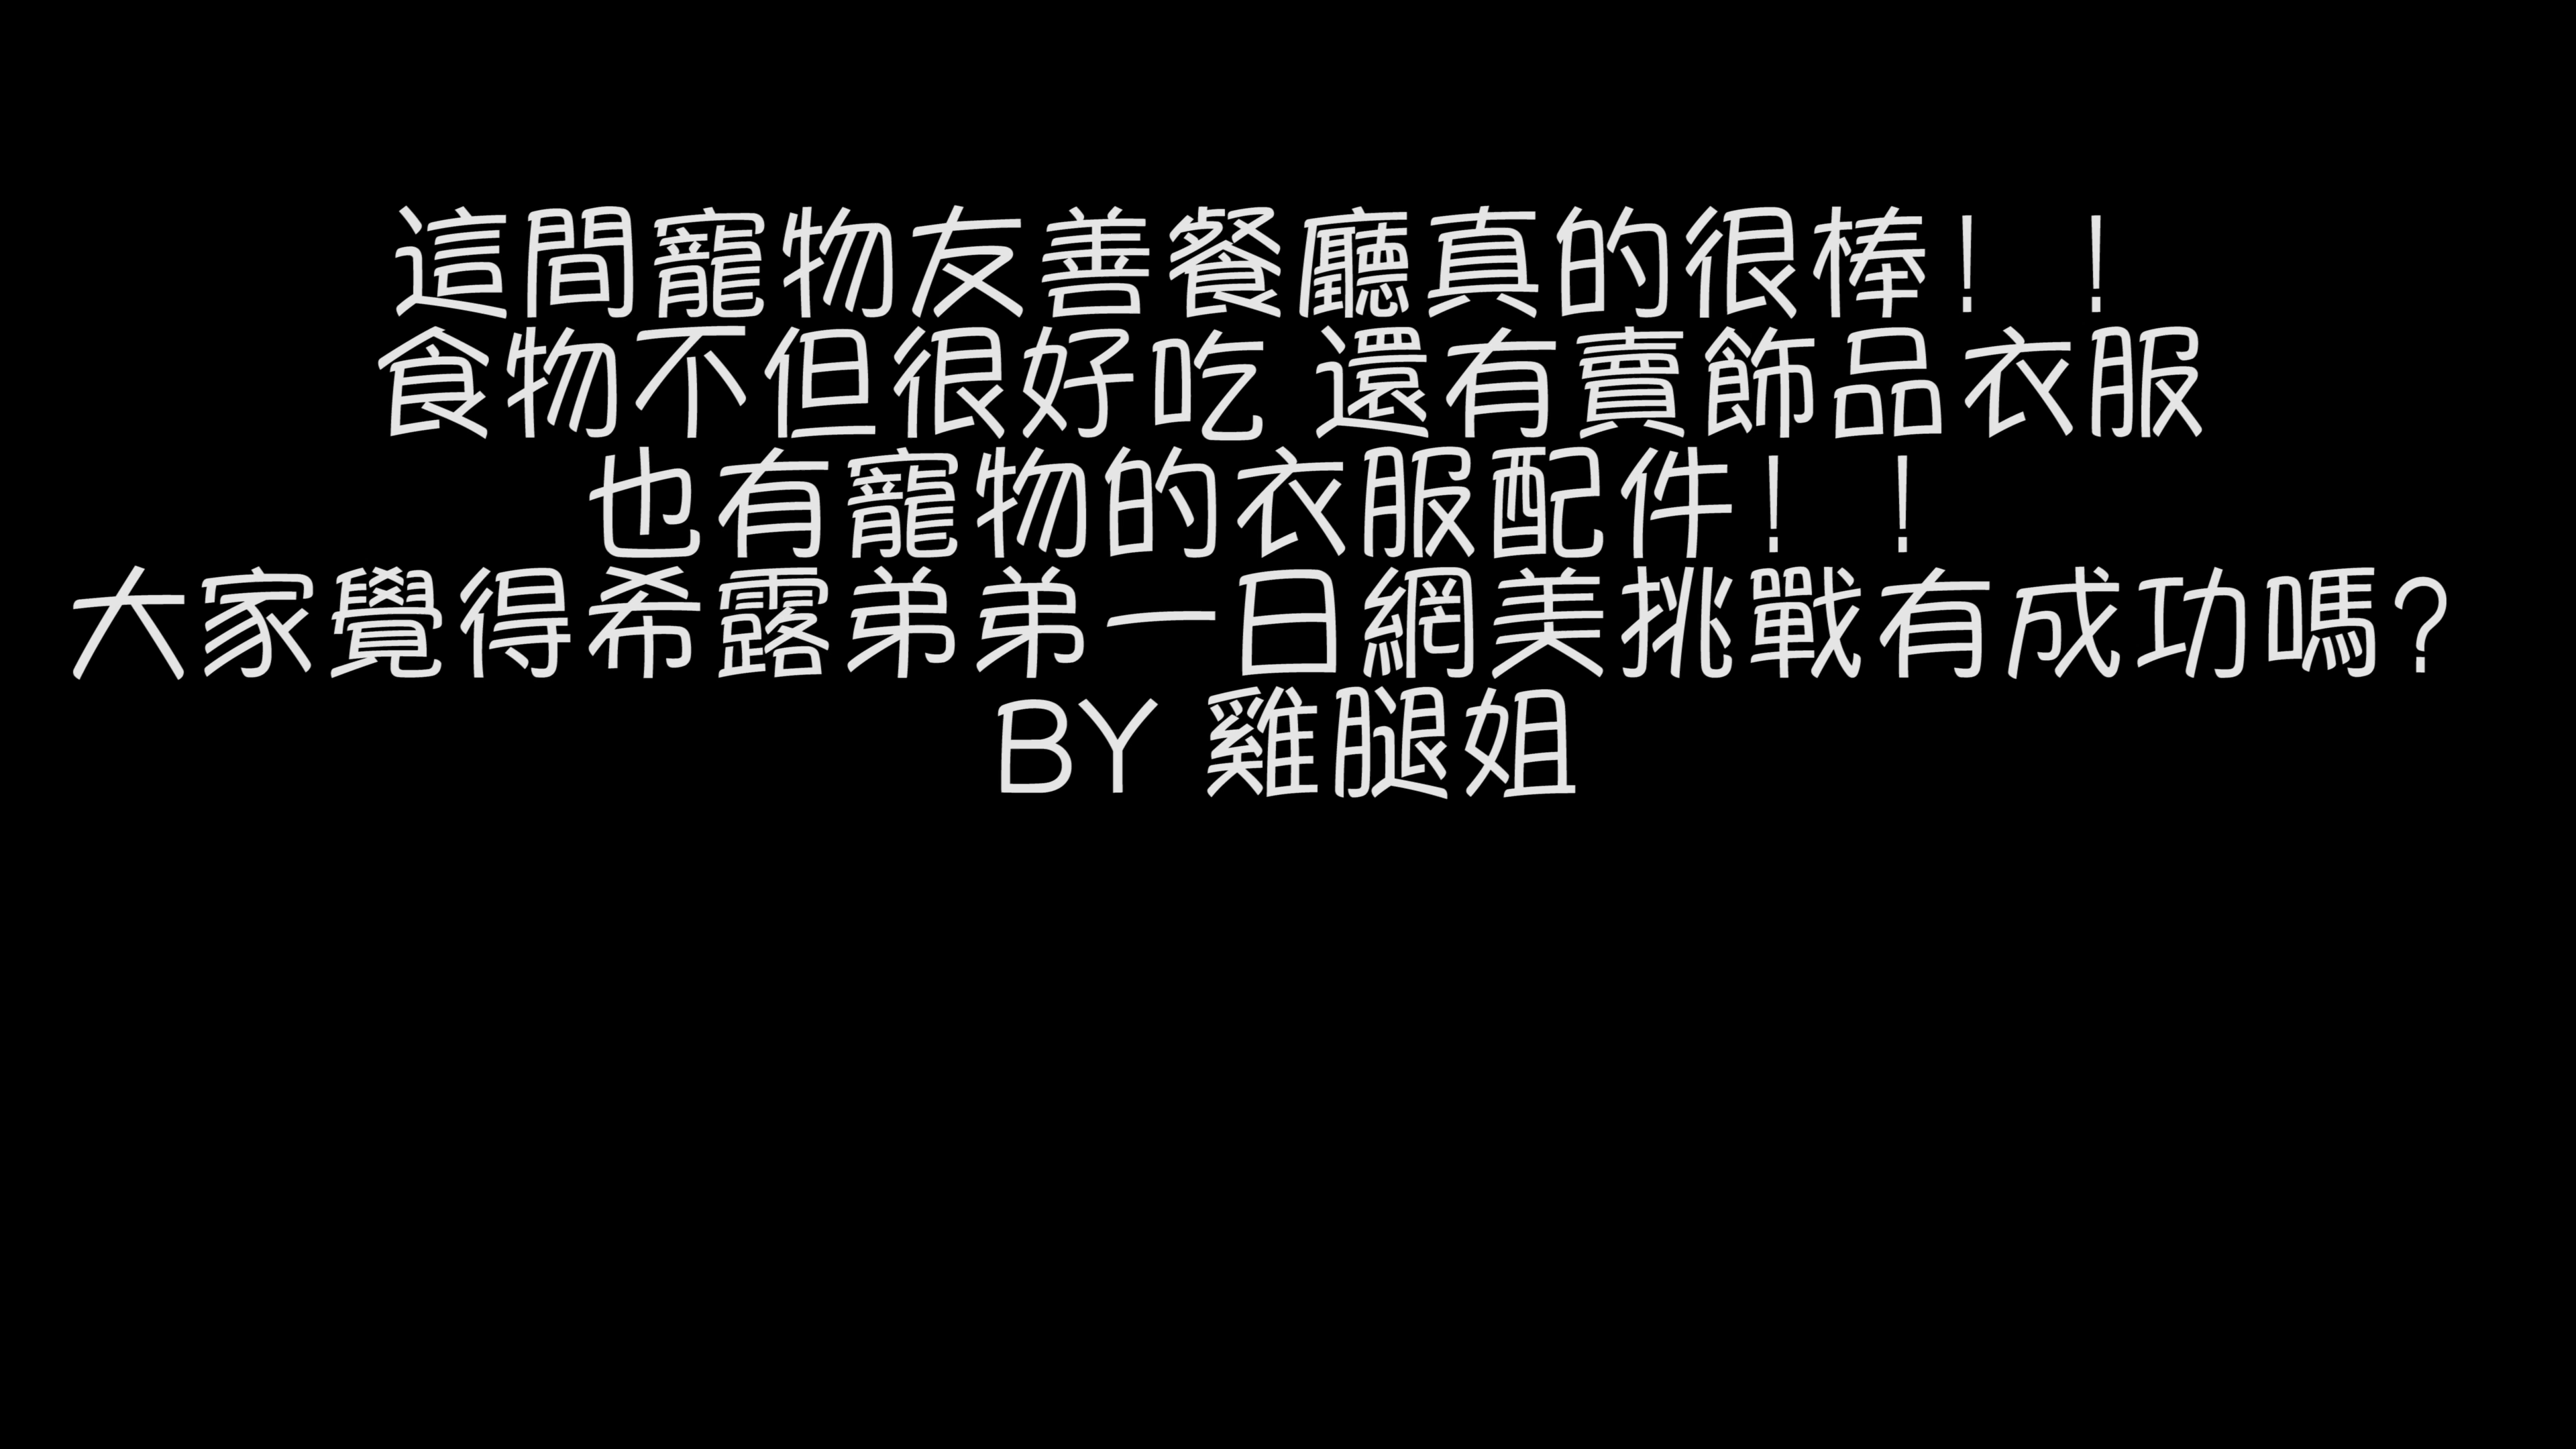 這間寵物友善餐廳真的很棒！！
食物不但很好吃 還有賣飾品衣服
也有寵物的衣服配件！！
大家覺得希露弟弟一日網美挑戰有成功嗎？
BY 雞腿姐